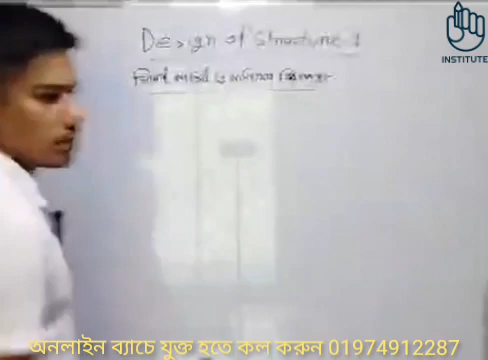 Design of Structure - 1
INSTITUTE
অনলাইন ব্যাচে যুক্ত হতে কল করুন 01974912287